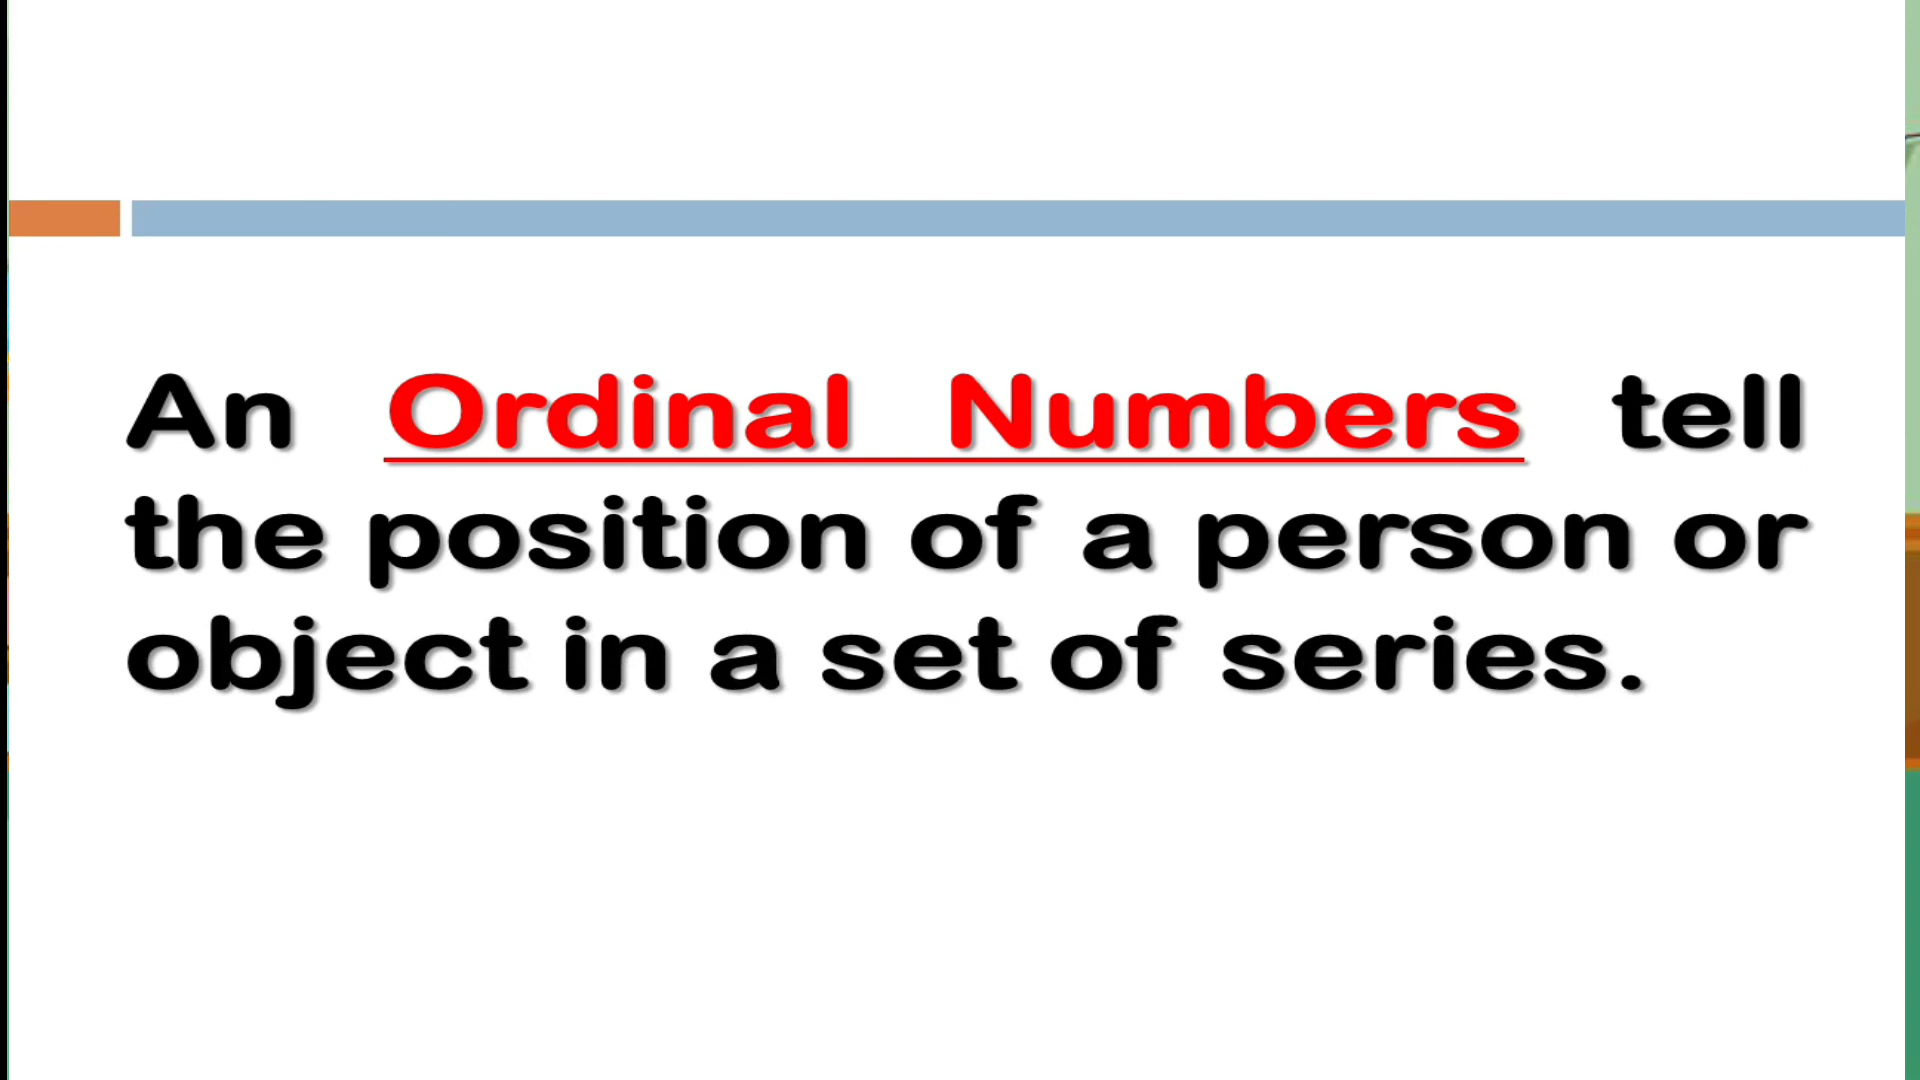 An Ordinal Numbers tell
the position of a person or
object in a set of series.